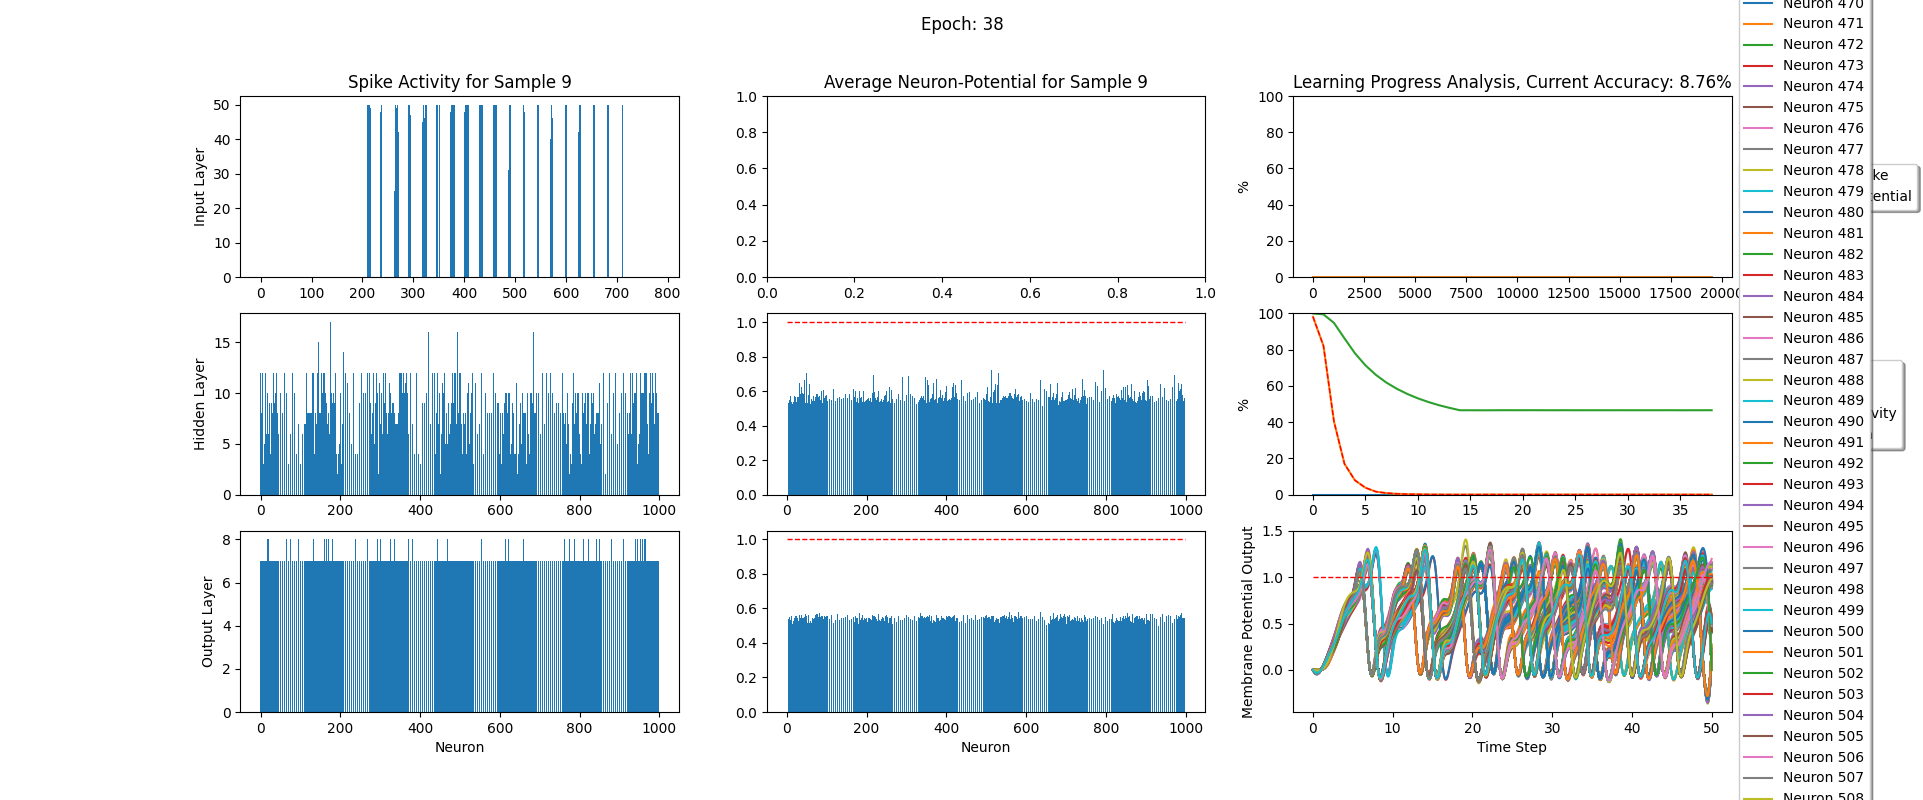 Epoch: 38
Spike Activity for Sample 9
Input Layer
50
40
30
20
10
0
0 100 200 300 400 500 600 700 800
Average Neuron-Potential for Sample 9
1.0
0.8
0.6
0.4
0.2
0.0
0.0 0.2 0.4 0.6 0.8 1.0
Learning Progress Analysis, Current Accuracy: 8.76%
%
100
80
60
40
20
0
0 2500 5000 7500 10000 12500 15000 17500 20000
Hidden Layer
15
10
5
0
0 200 400 600 800 1000
1.0
0.8
0.6
0.4
0.2
0.0
0 200 400 600 800 1000
%
100
80
60
40
20
0
0 5 10 15 20 25 30 35
Output Layer
8
6
4
2
0
0 200 400 600 800 1000
Neuron
1.0
0.8
0.6
0.4
0.2
0.0
0 200 400 600 800 1000
Neuron
Membrane Potential Output
1.5
1.0
0.5
0.0
0 10 20 30 40 50
Time Step
Neuron 470
Neuron 471
Neuron 472
Neuron 473
Neuron 474
Neuron 475
Neuron 476
Neuron 477
Neuron 478
Neuron 479
Neuron 480
Neuron 481
Neuron 482
Neuron 483
Neuron 484
Neuron 485
Neuron 486
Neuron 487
Neuron 488
Neuron 489
Neuron 490
Neuron 491
Neuron 492
Neuron 493
Neuron 494
Neuron 495
Neuron 496
Neuron 497
Neuron 498
Neuron 499
Neuron 500
Neuron 501
Neuron 502
Neuron 503
Neuron 504
Neuron 505
Neuron 506
Neuron 507
Neuron 508